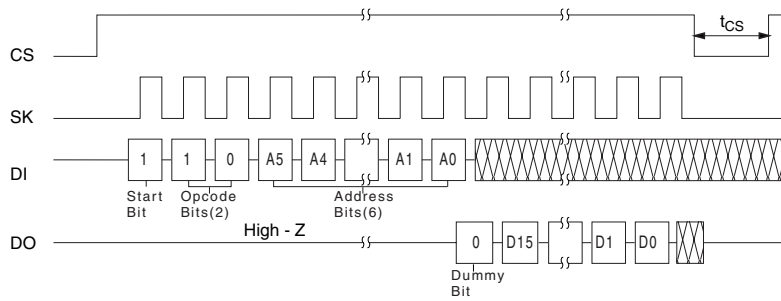 tCS
CS
SK
DI
1 1 0 A5 A4 A1 A0
Start
Bit
Opcode
Bits(2)
Address
Bits(6)
High - Z
DO
0 D15 D1 D0
Dummy
Bit